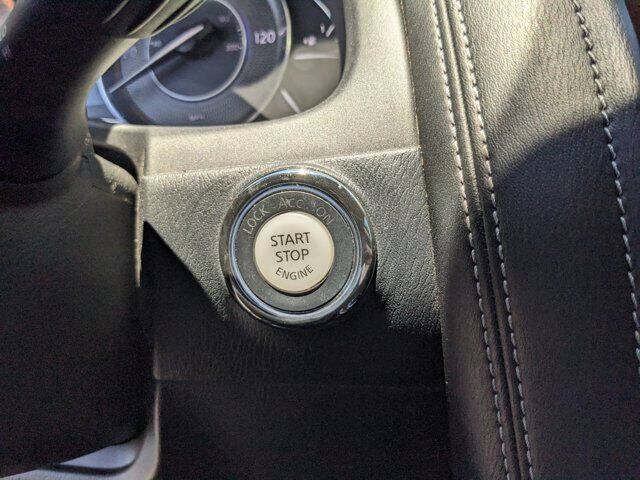 120
LOCK ACC ON
START
STOP
ENGINE